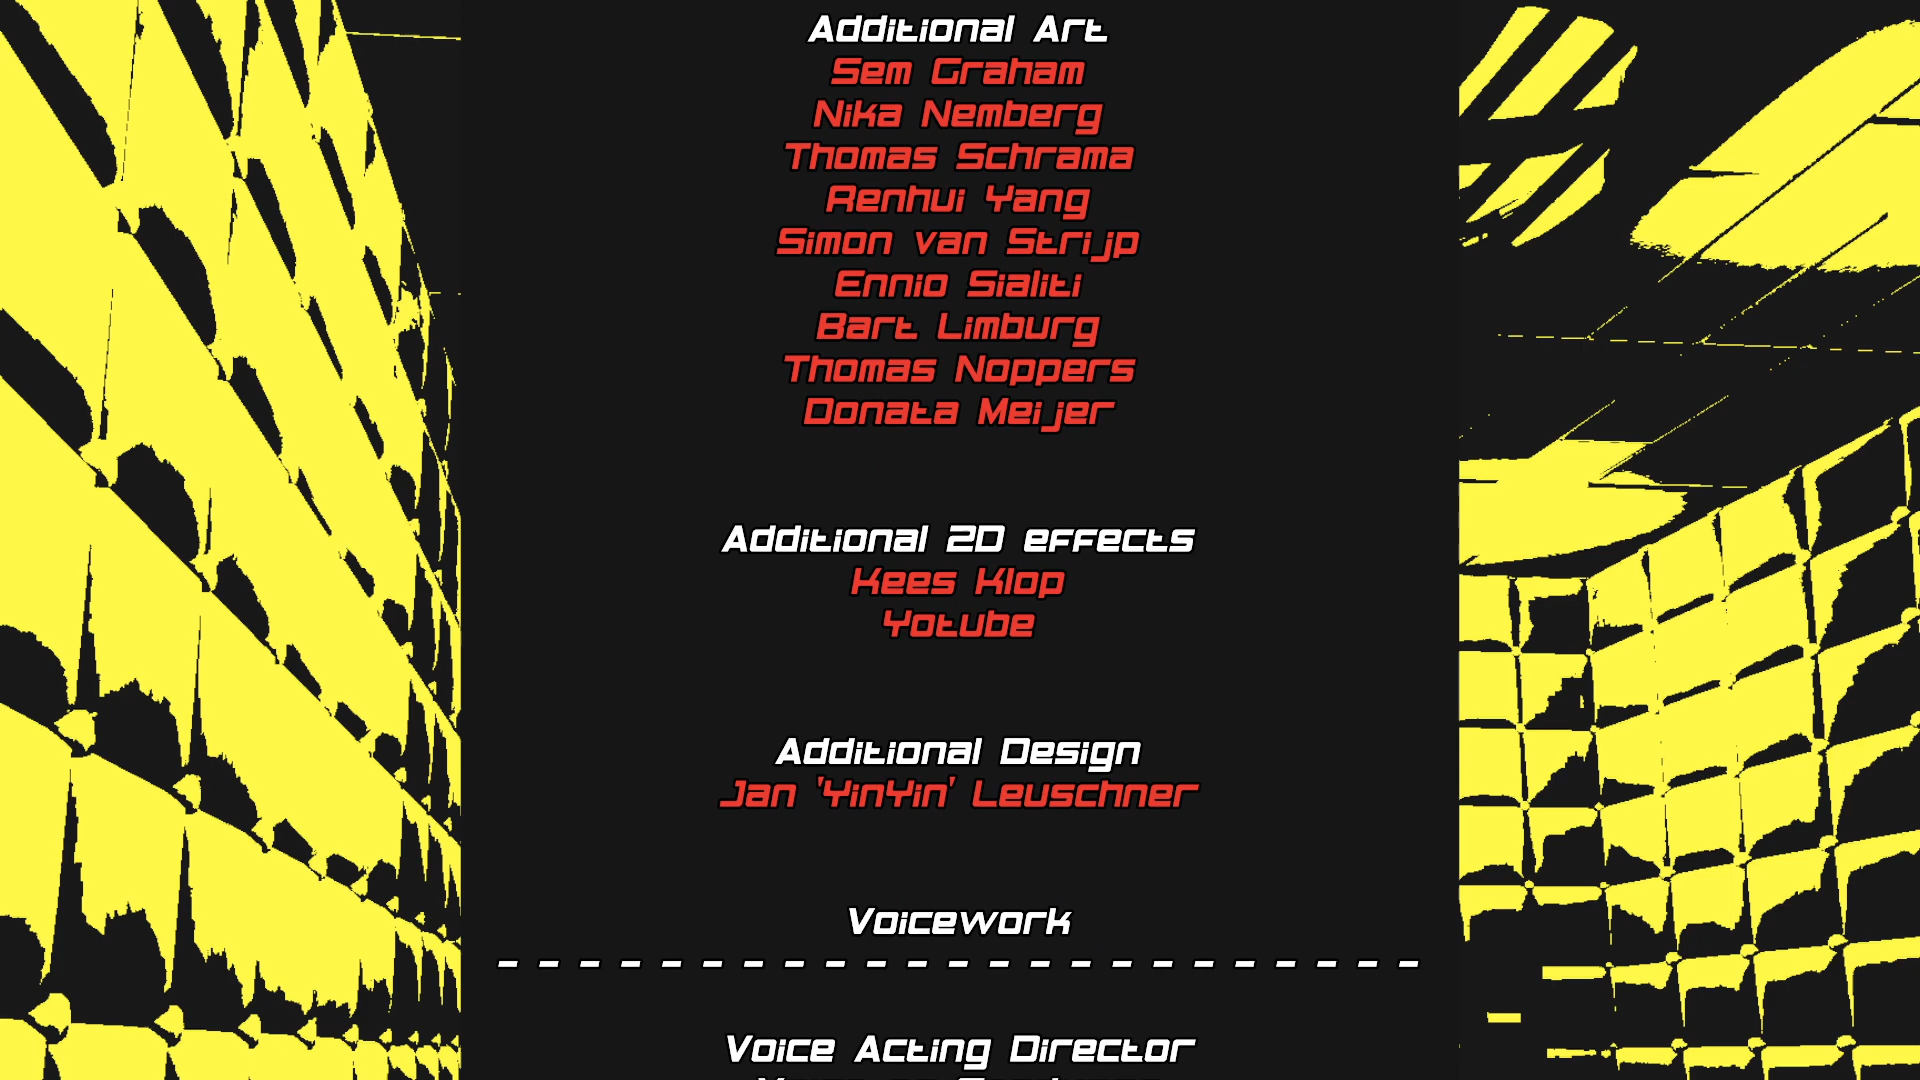 Additional Art
Sem Graham
Nika Nemberg
Thomas Schrama
Renhui Yang
Simon van Strijp
Ennio Sialiti
Bart Limburg
Thomas Noppers
Donata Meijer
Additional 2D effects
Kees Klop
Yotube
Additional Design
Jan 'YinYin' Leuschner
Voicework
- - - - - - - - - - - - - - - - - - - - - - -
Voice Acting Director